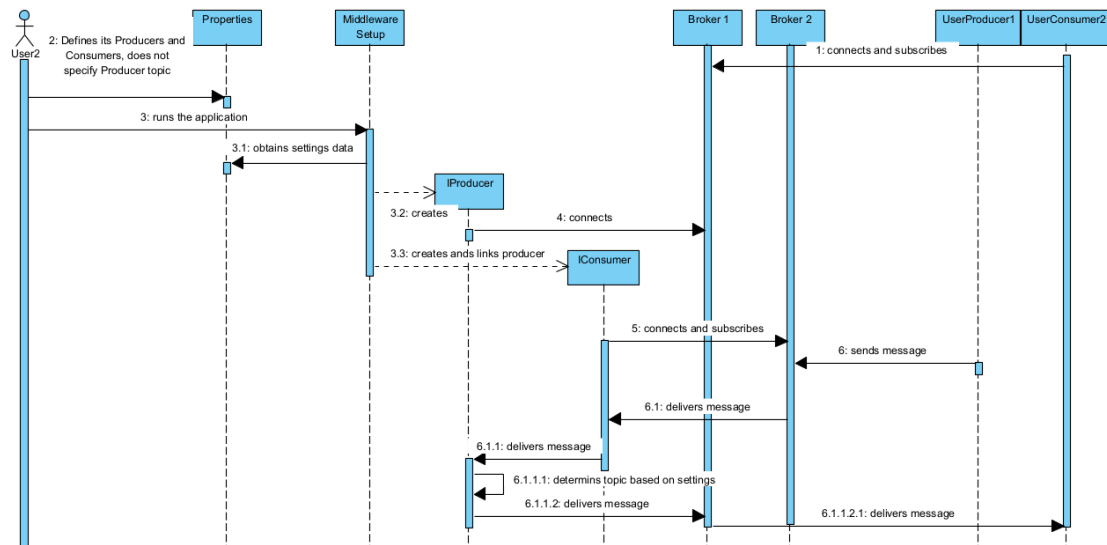 Properties
Middleware
Setup
Broker 1
Broker 2
UserProducer1
UserConsumer2
User2
2: Defines its Producers and
Consumers, does not
specify Producer topic
1: connects and subscribes
3: runs the application
3.1: obtains settings data
IProducer
3.2: creates
4: connects
3.3: creates ands links producer
IConsumer
5: connects and subscribes
6: sends message
6.1: delivers message
6.1.1: delivers message
6.1.1.1: determins topic based on settings
6.1.1.2: delivers message
6.1.1.2.1: delivers message